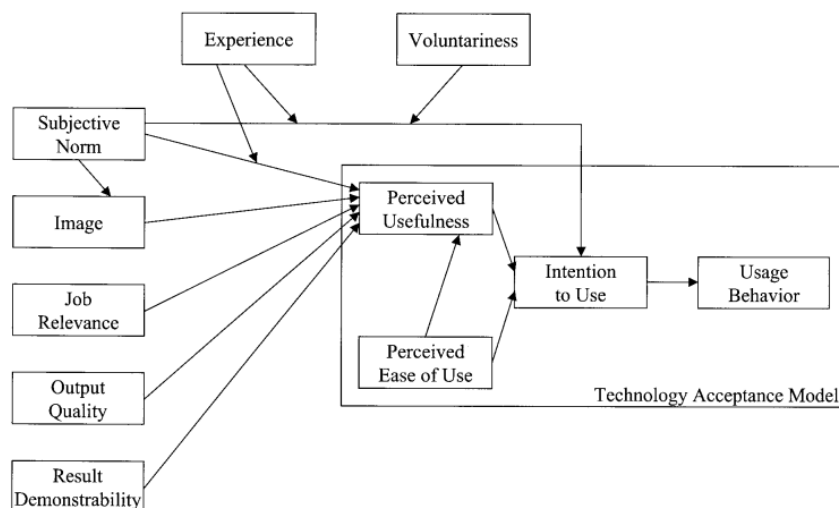 Experience
Voluntariness
Subjective
Norm
Image
Job
Relevance
Output
Quality
Result
Demonstrability
Perceived
Usefulness
Perceived
Ease of Use
Intention
to Use
Usage
Behavior
Technology Acceptance Model